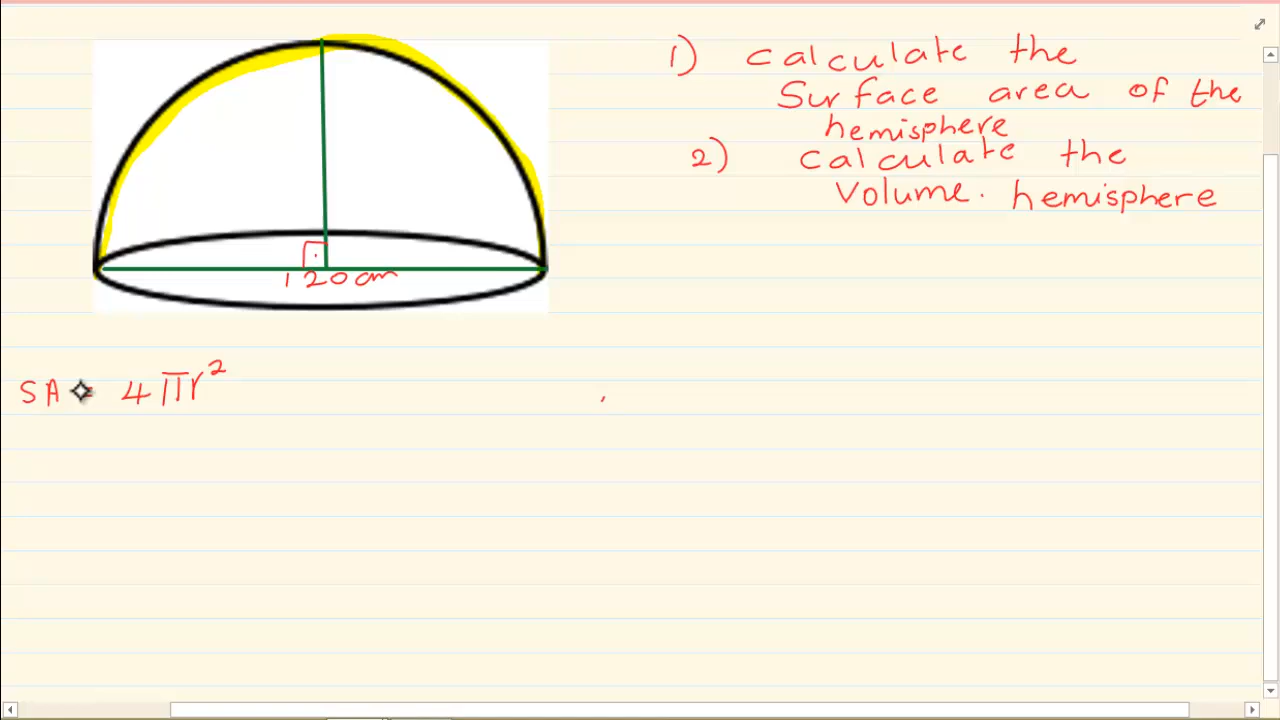 1) Calculate the
Surface area of the
hemisphere
2) Calculate the
Volume. hemisphere
120cm
SA = 4πr²